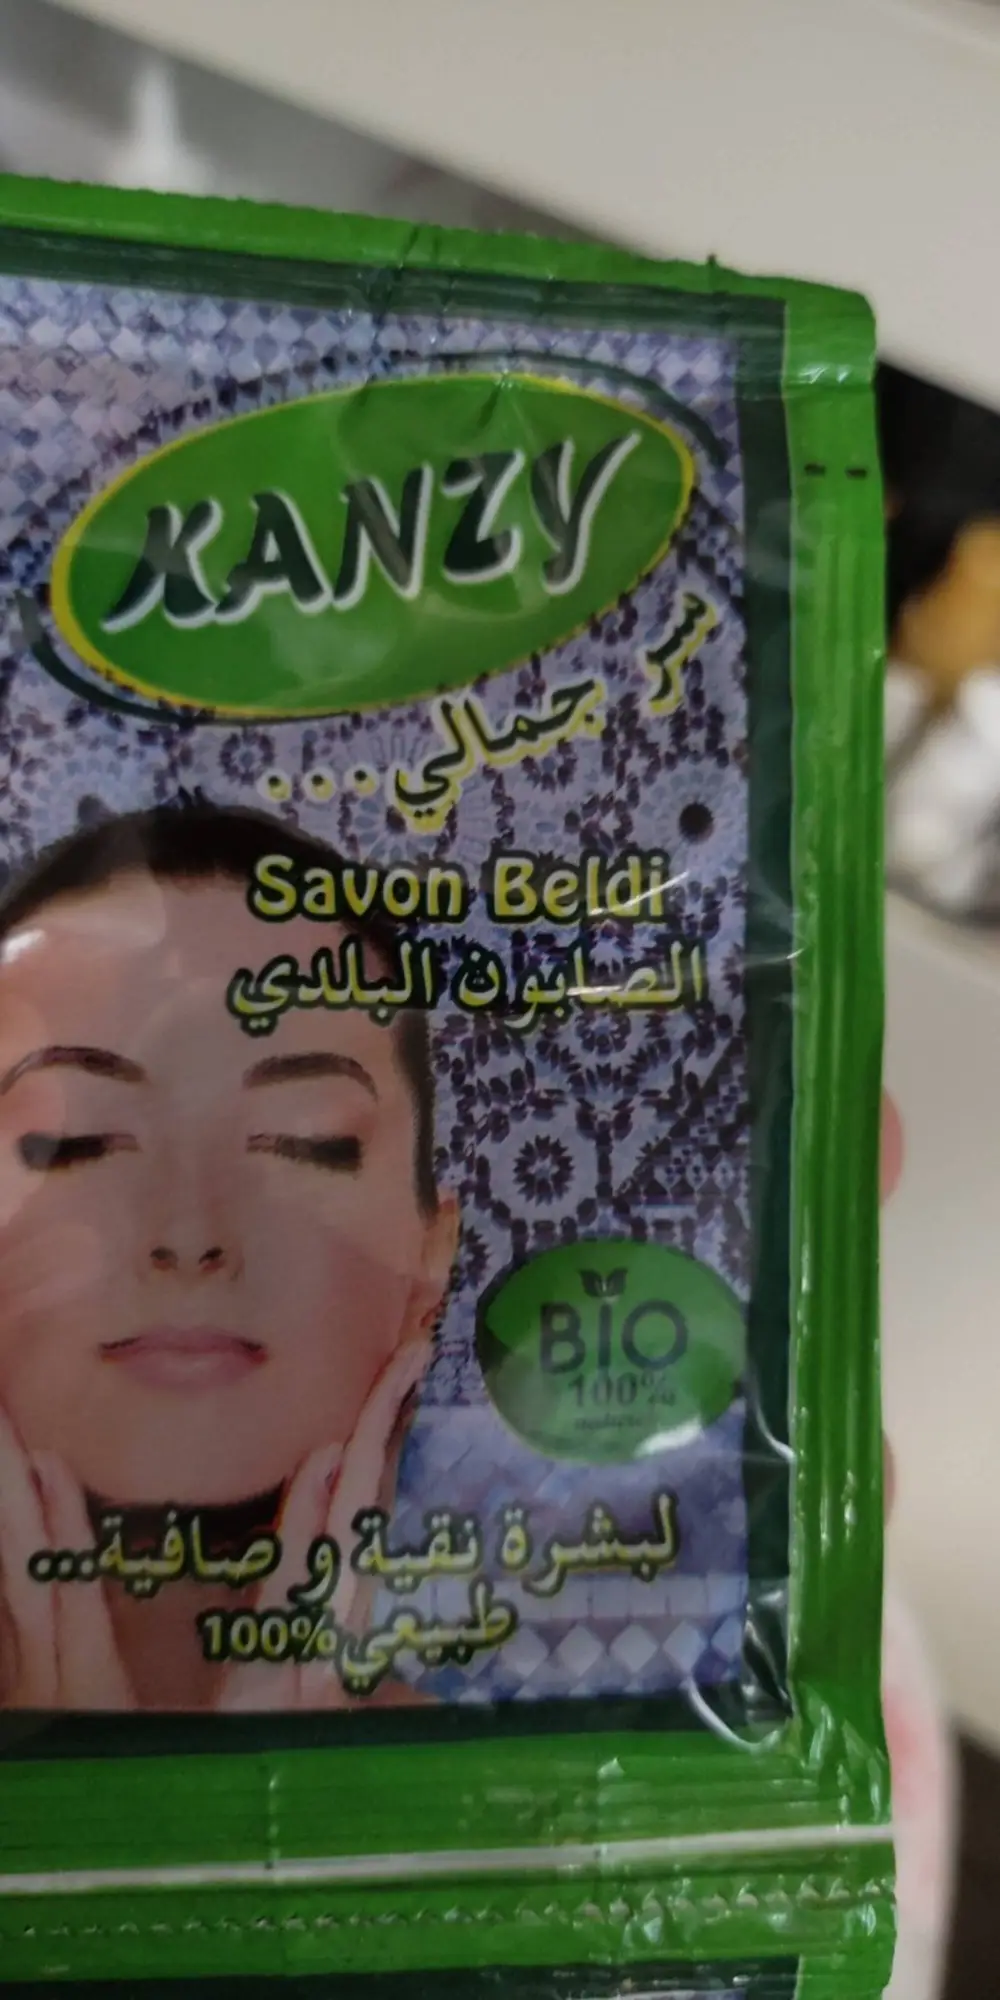 KANZY
سر جمالي...
Savon Beldi
الصابون البلدي
BIO
100%
لبشرة نقية و صافية...
طبيعي 100%